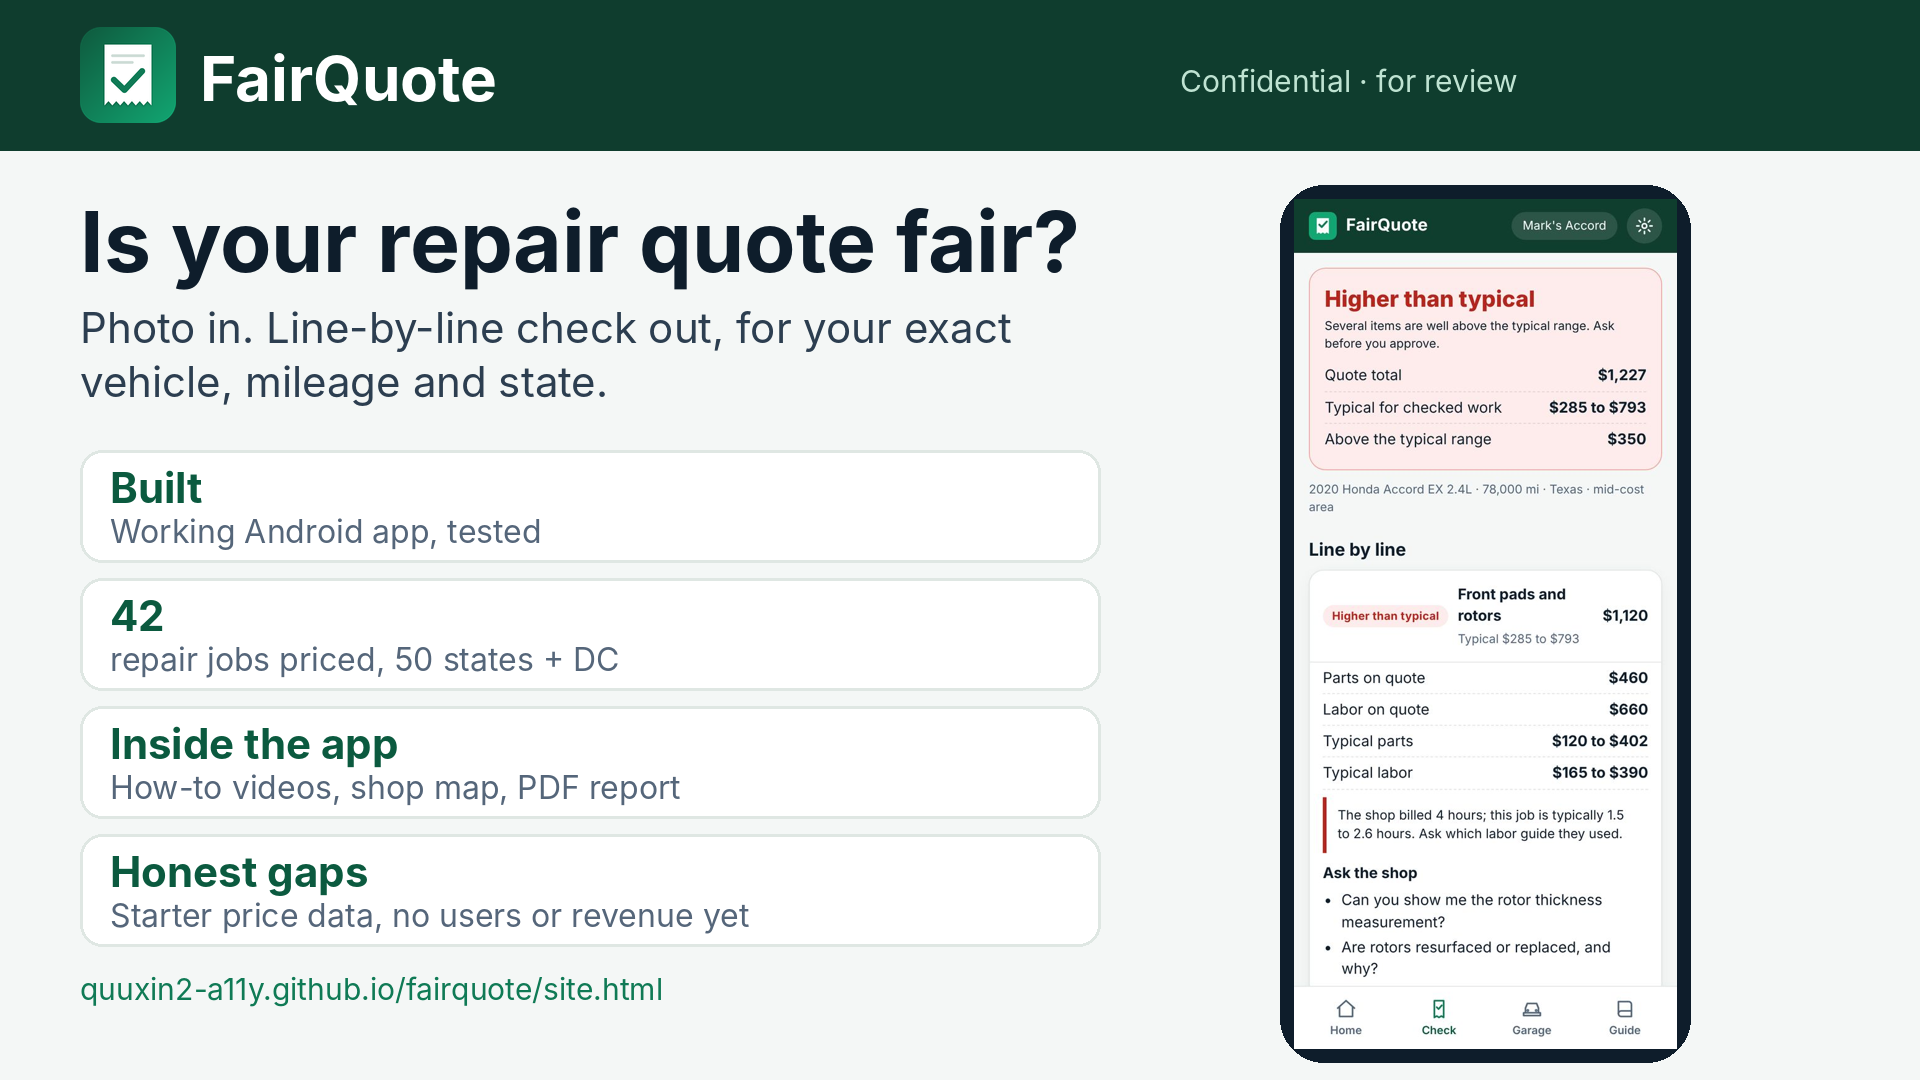 FairQuote
Confidential · for review
Is your repair quote fair?
Photo in. Line-by-line check out, for your exact
vehicle, mileage and state.
Built
Working Android app, tested
42
repair jobs priced, 50 states + DC
Inside the app
How-to videos, shop map, PDF report
Honest gaps
Starter price data, no users or revenue yet
quuxin2-a11y.github.io/fairquote/site.html
FairQuote
Mark's Accord
Higher than typical
Several items are well above the typical range. Ask
before you approve.
Quote total $1,227
Typical for checked work $285 to $793
Above the typical range $350
2020 Honda Accord EX 2.4L · 78,000 mi · Texas · mid-cost
area
Line by line
Higher than typical
Front pads and
rotors
$1,120
Typical $285 to $793
Parts on quote $460
Labor on quote $660
Typical parts $120 to $402
Typical labor $165 to $390
The shop billed 4 hours; this job is typically 1.5
to 2.6 hours. Ask which labor guide they used.
Ask the shop
• Can you show me the rotor thickness
measurement?
• Are rotors resurfaced or replaced, and
why?
Home Check Garage Guide